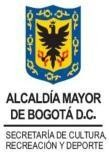 ALCALDÍA MAYOR
DE BOGOTÁ D.C.
SECRETARÍA DE CULTURA,
RECREACIÓN Y DEPORTE